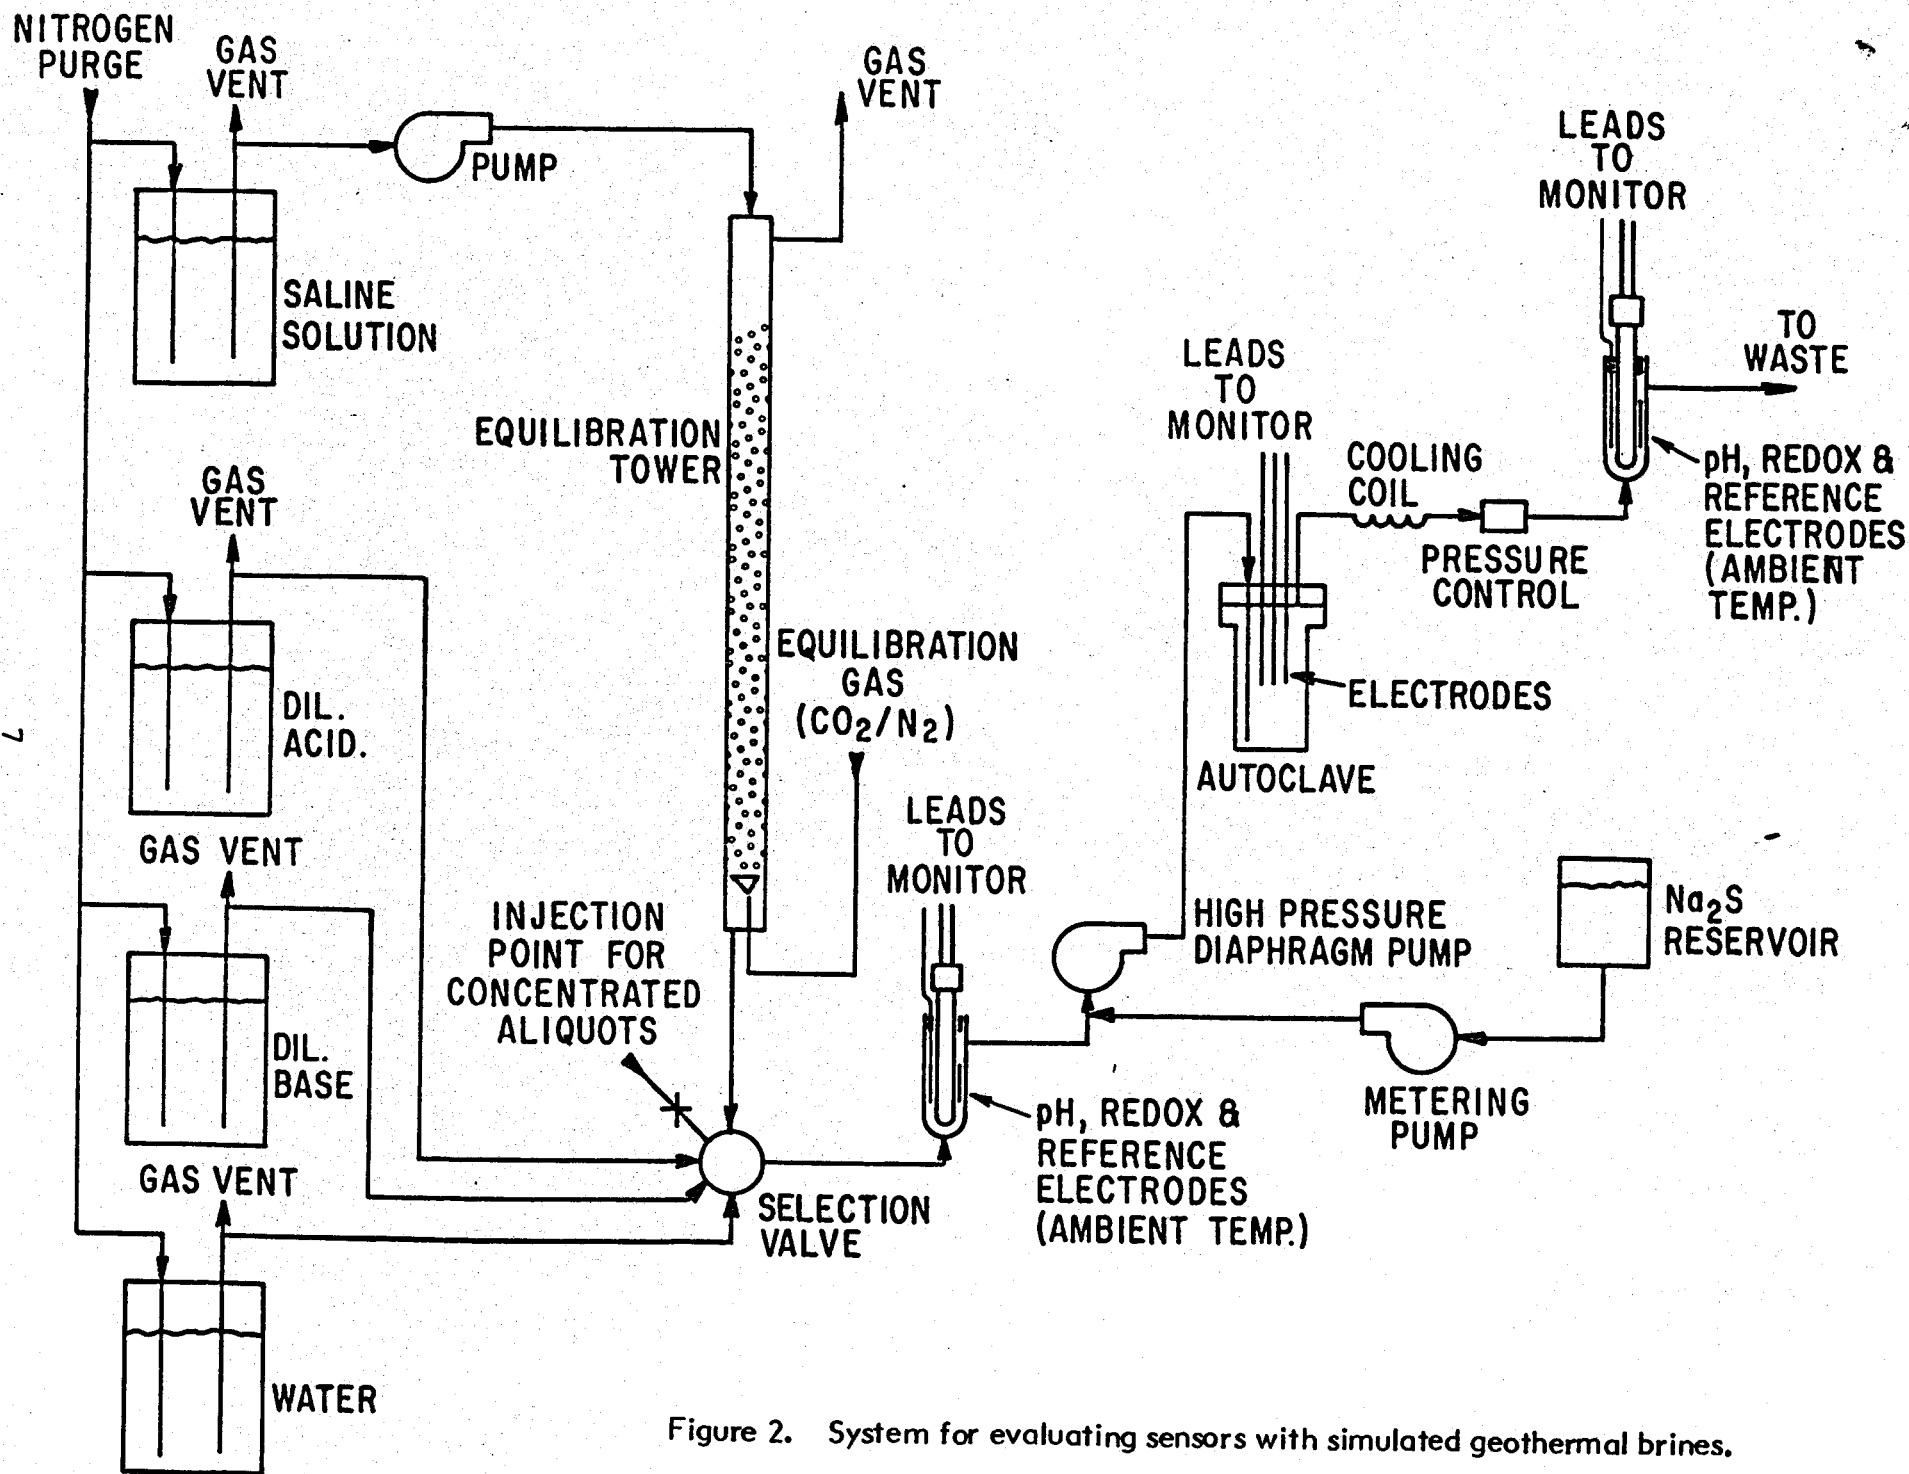 NITROGEN
PURGE
GAS
VENT
PUMP
GAS
VENT
SALINE
SOLUTION
EQUILIBRATION
TOWER
GAS
VENT
DIL.
ACID.
EQUILIBRATION
GAS
(CO2/N2)
GAS VENT
DIL.
BASE
INJECTION
POINT FOR
CONCENTRATED
ALIQUOTS
GAS VENT
WATER
SELECTION
VALVE
LEADS
TO
MONITOR
pH, REDOX &
REFERENCE
ELECTRODES
(AMBIENT TEMP.)
HIGH PRESSURE
DIAPHRAGM PUMP
METERING
PUMP
Na2S
RESERVOIR
LEADS
TO
MONITOR
ELECTRODES
AUTOCLAVE
COOLING
COIL
PRESSURE
CONTROL
LEADS
TO
MONITOR
TO
WASTE
pH, REDOX &
REFERENCE
ELECTRODES
(AMBIENT
TEMP.)
7
Figure 2. System for evaluating sensors with simulated geothermal brines.